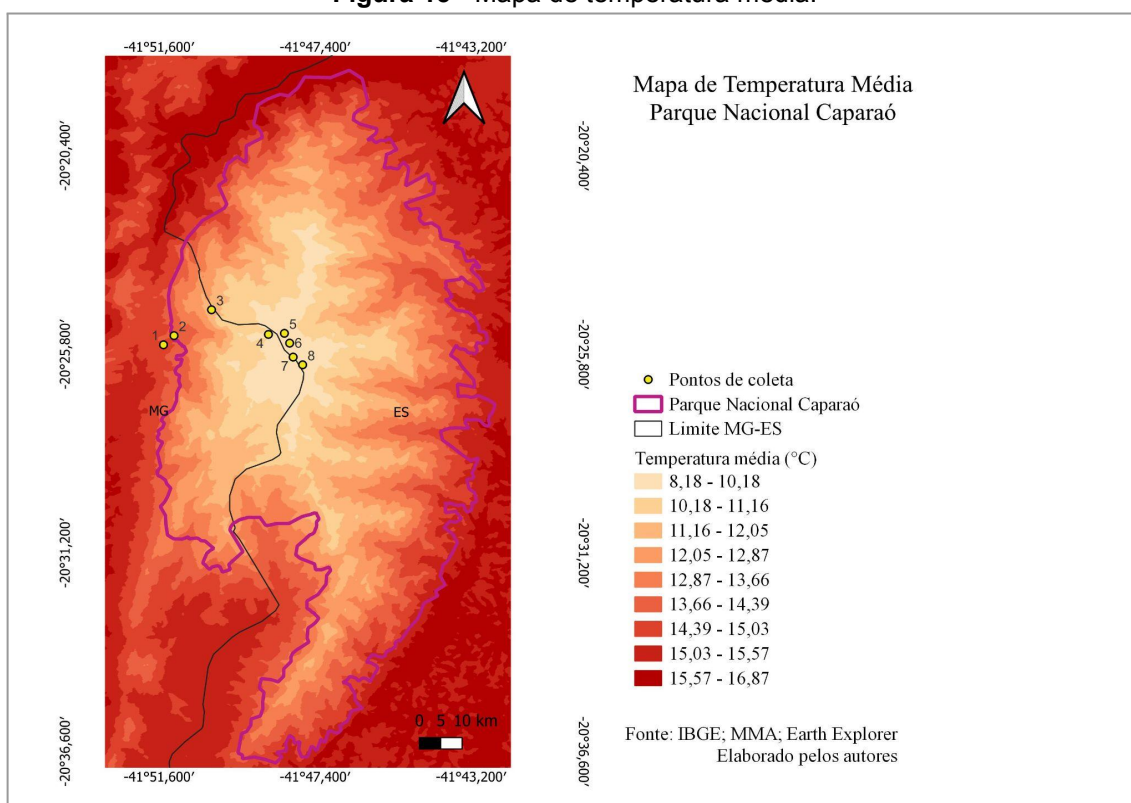 Figura 10 - Mapa de temperatura média.
-41°51,600′ -41°47,400′ -41°43,200′
Mapa de Temperatura Média
Parque Nacional Caparaó
-20°20,400′ -20°20,400′
3
5
2
1
4
6
-20°25,800′ -20°25,800′
7 8
MG
ES
Pontos de coleta
Parque Nacional Caparaó
Limite MG-ES
Temperatura média (°C)
8,18 - 10,18
10,18 - 11,16
11,16 - 12,05
12,05 - 12,87
12,87 - 13,66
13,66 - 14,39
14,39 - 15,03
15,03 - 15,57
15,57 - 16,87
-20°31,200′ -20°31,200′
0 5 10 km
Fonte: IBGE; MMA; Earth Explorer
Elaborado pelos autores
-20°36,600′ -20°36,600′
-41°51,600′ -41°47,400′ -41°43,200′